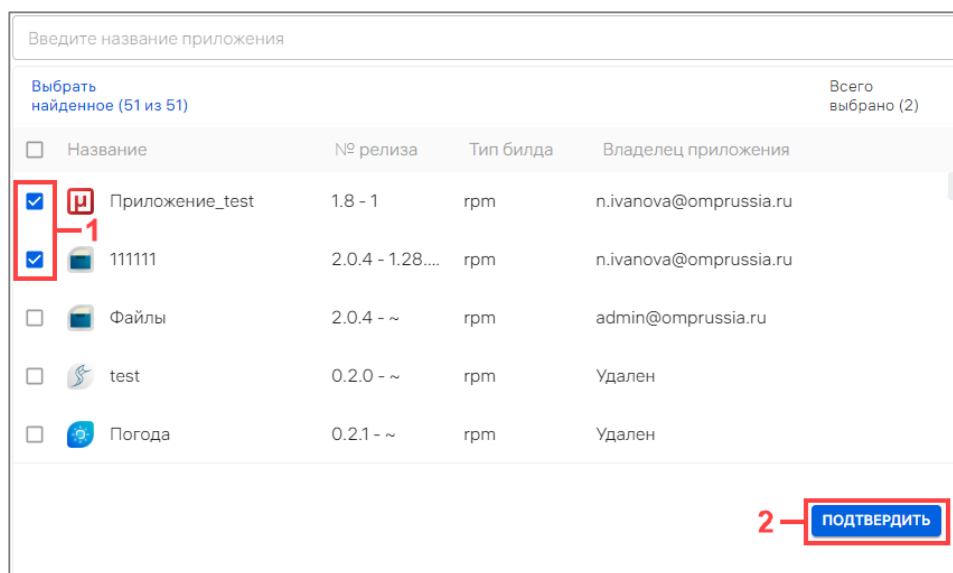 Введите название приложения
Выбрать Всего
найденное (51 из 51) выбрано (2)
Название № релиза Тип билда Владелец приложения
µ Приложение_test 1.8 - 1 rpm n.ivanova@omprussia.ru
1
111111 2.0.4 - 1.28.... rpm n.ivanova@omprussia.ru
Файлы 2.0.4 - ~ rpm admin@omprussia.ru
test 0.2.0 - ~ rpm Удален
Погода 0.2.1 - ~ rpm Удален
2 ПОДТВЕРДИТЬ